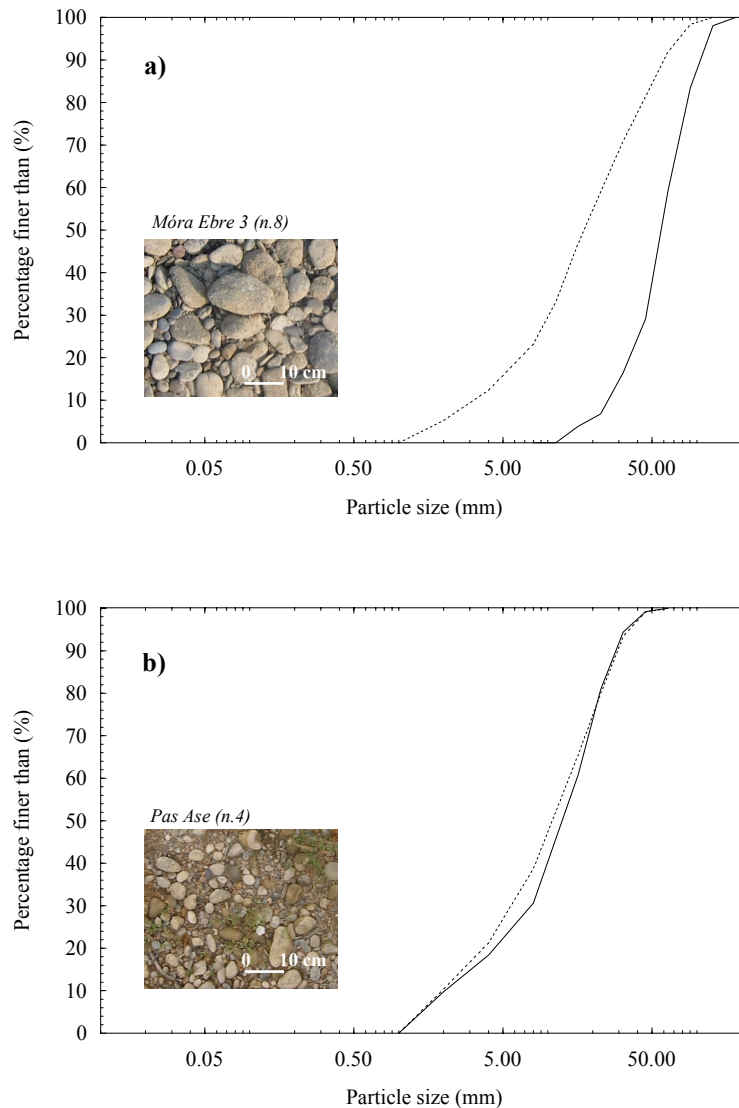 100
90
80
70
60
50
40
30
20
10
0
Percentage finer than (%)
a)
Móra Ebre 3 (n.8)
0 10 cm
0.05 0.50 5.00 50.00
Particle size (mm)
100
90
80
70
60
50
40
30
20
10
0
Percentage finer than (%)
b)
Pas Ase (n.4)
0 10 cm
0.05 0.50 5.00 50.00
Particle size (mm)